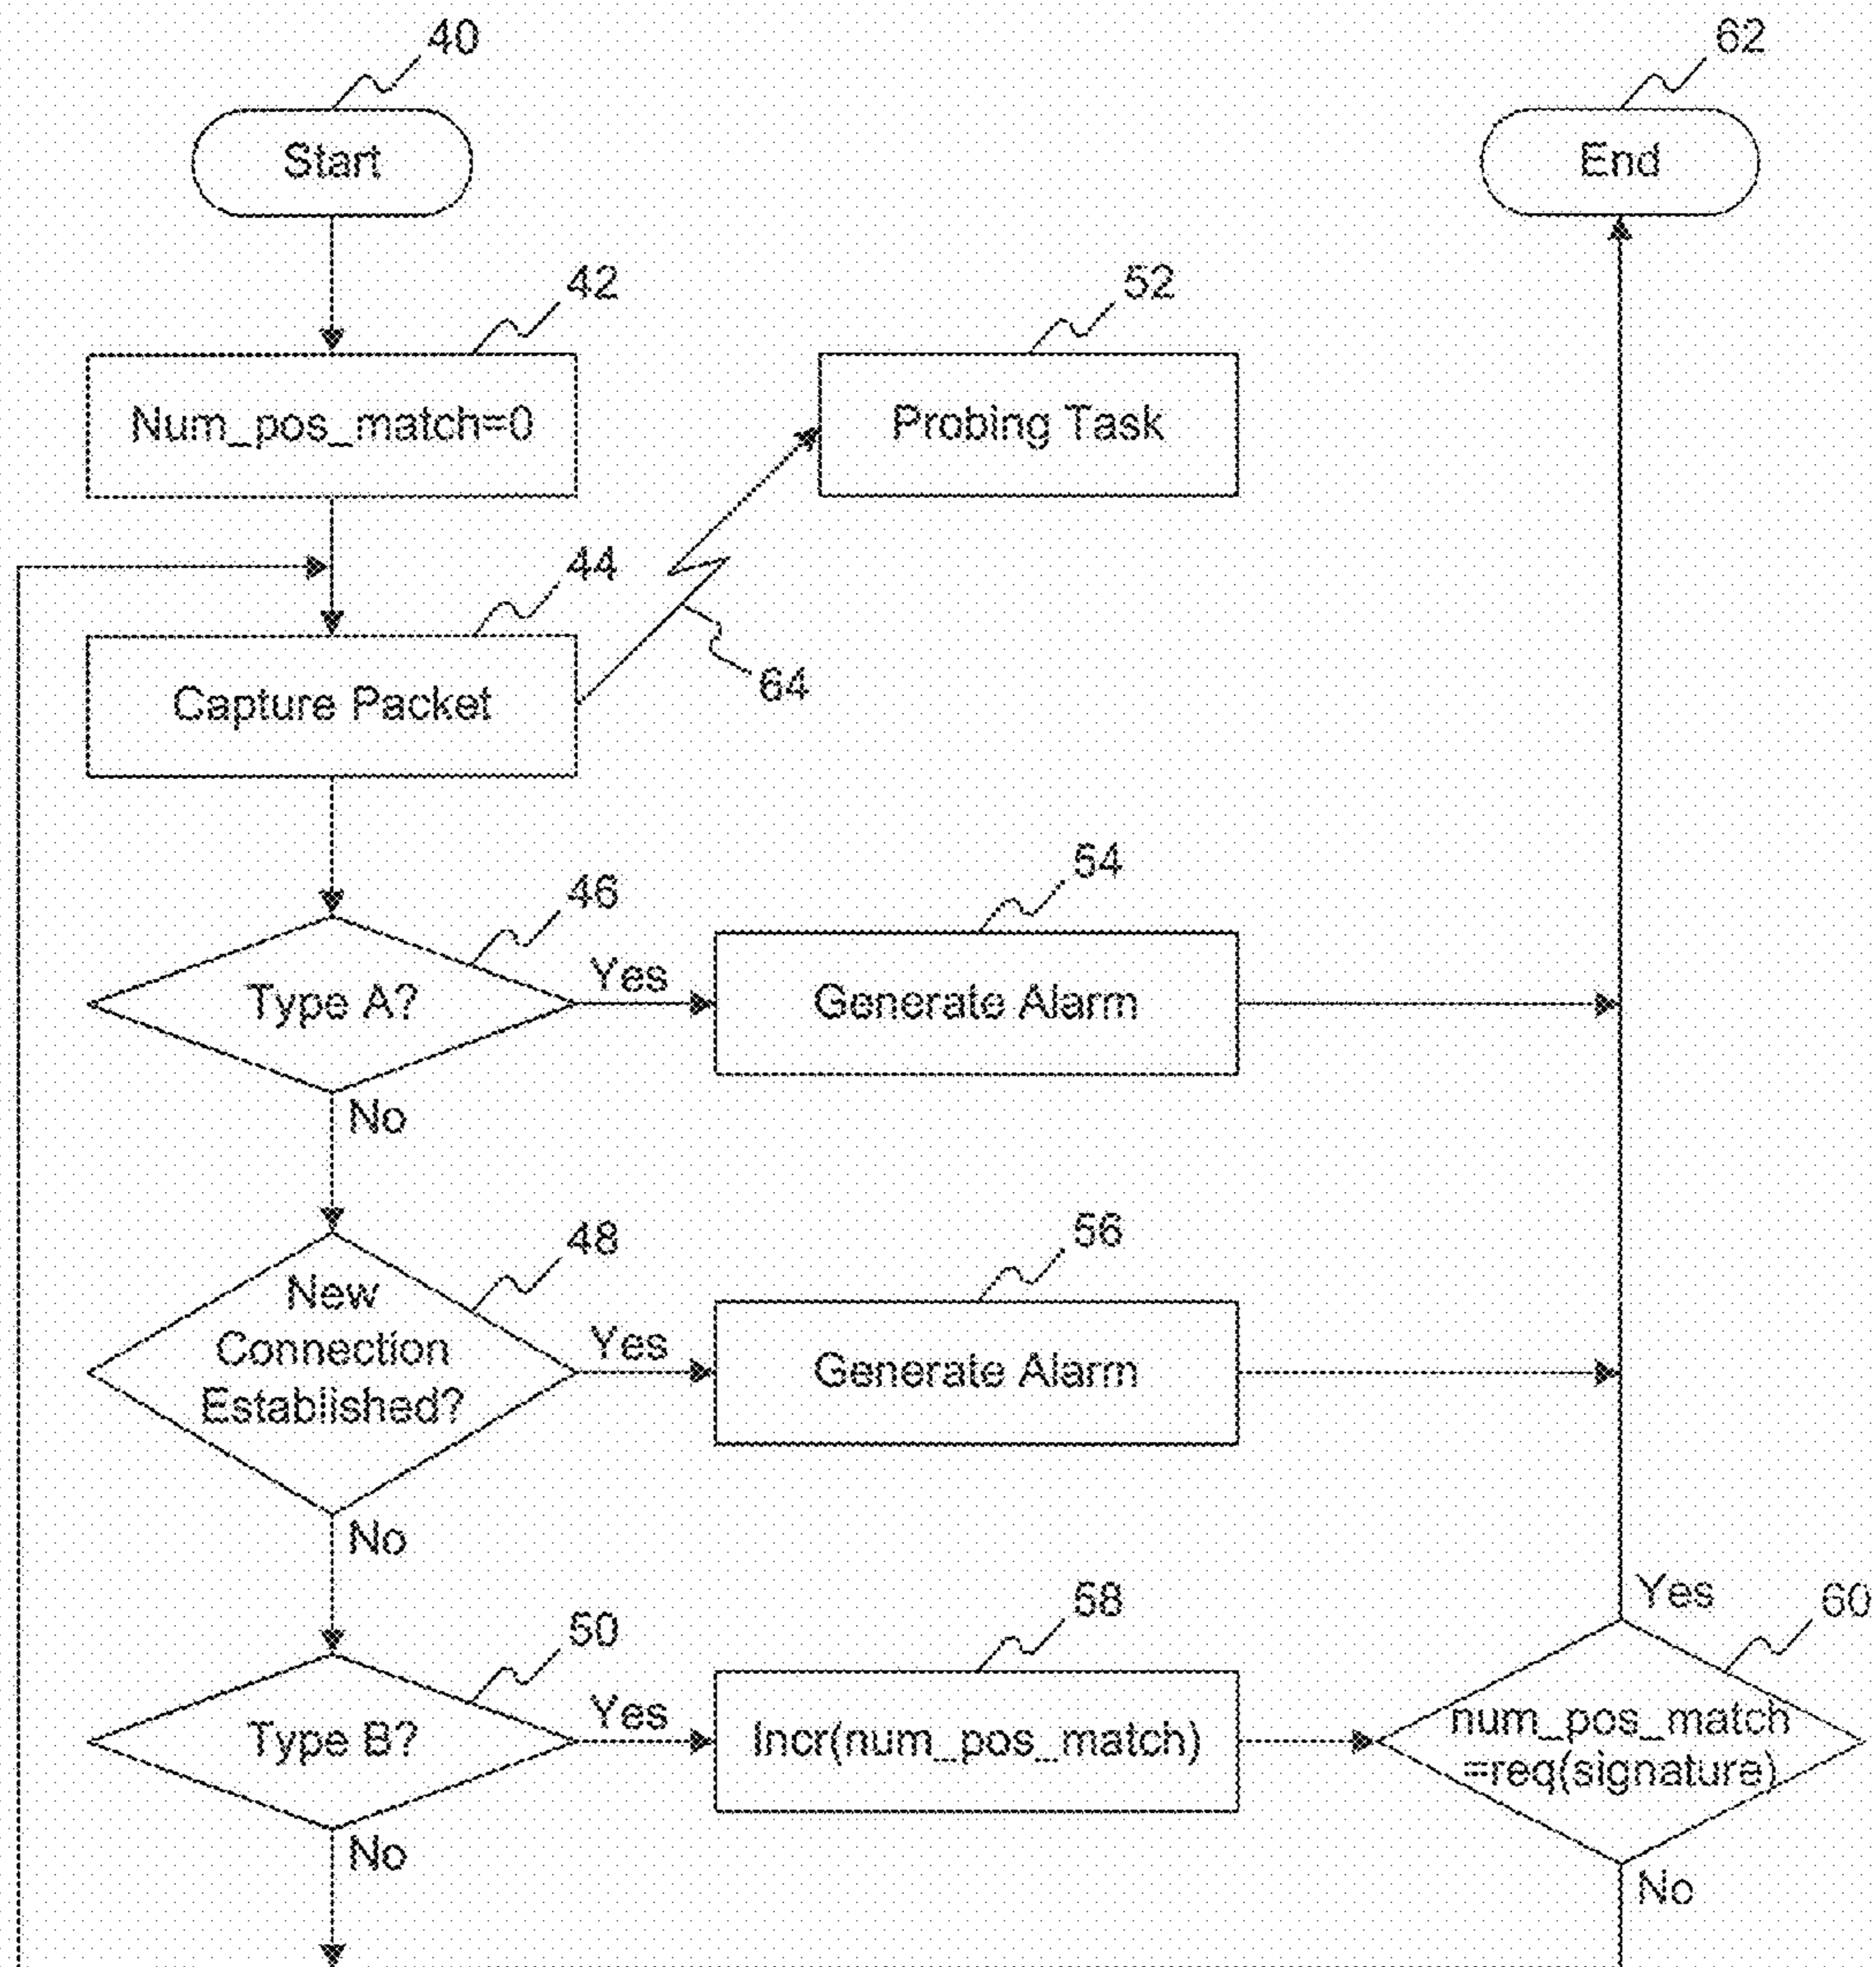 40
62
Start
End
42
52
Num_pos_match=0
Probing Task
44
64
Capture Packet
46
54
Type A?
Yes
Generate Alarm
No
48
56
New
Connection
Established?
Yes
Generate Alarm
No
50
58
Yes
60
Type B?
Yes
Incr(num_pos_match)
num_pos_match
=req(signature)
No
No